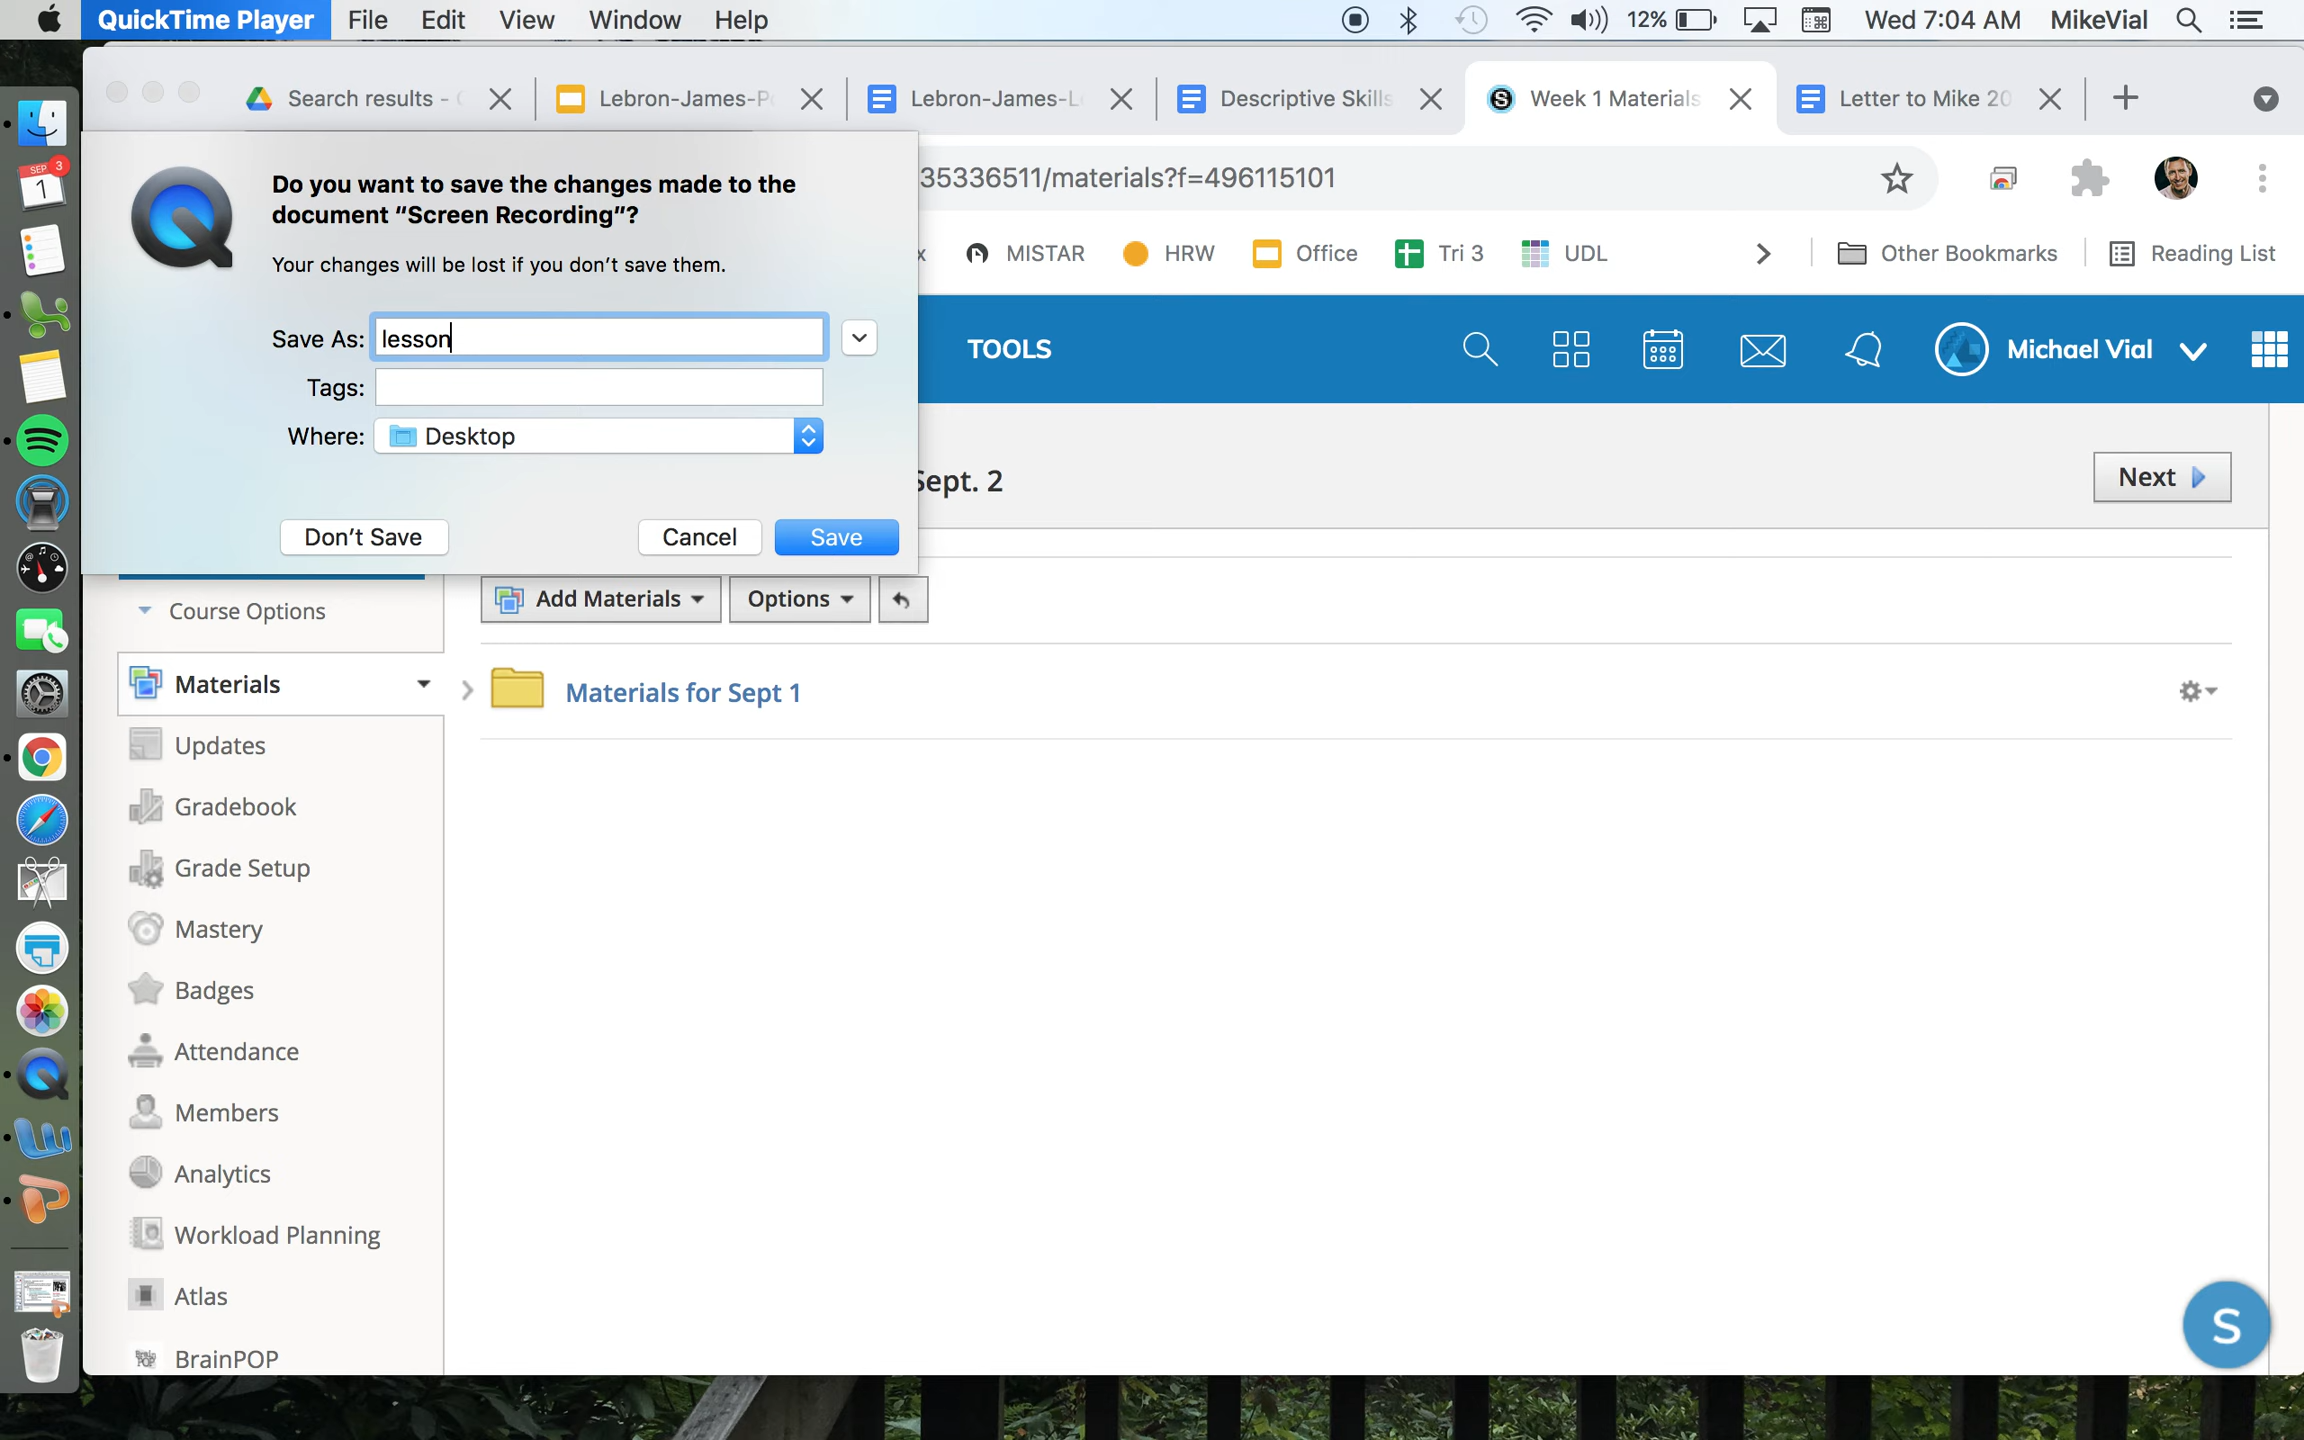 QuickTime Player File Edit View Window Help 12% Wed 7:04 AM MikeVial
Search results - Lebron-James-P Lebron-James-L Descriptive Skills Week 1 Materials Letter to Mike 20
35336511/materials?f=496115101
MISTAR HRW Office Tri 3 UDL Other Bookmarks Reading List
Do you want to save the changes made to the
document “Screen Recording”?
Your changes will be lost if you don’t save them.
Save As: lesson
Tags:
Where: Desktop
Don’t Save Cancel Save
SEP 3
1
TOOLS Michael Vial
Sept. 2 Next
Course Options
Add Materials Options
Materials
Materials for Sept 1
Updates
Gradebook
Grade Setup
Mastery
Badges
Attendance
Members
Analytics
Workload Planning
Atlas
Brain POP BrainPOP
S